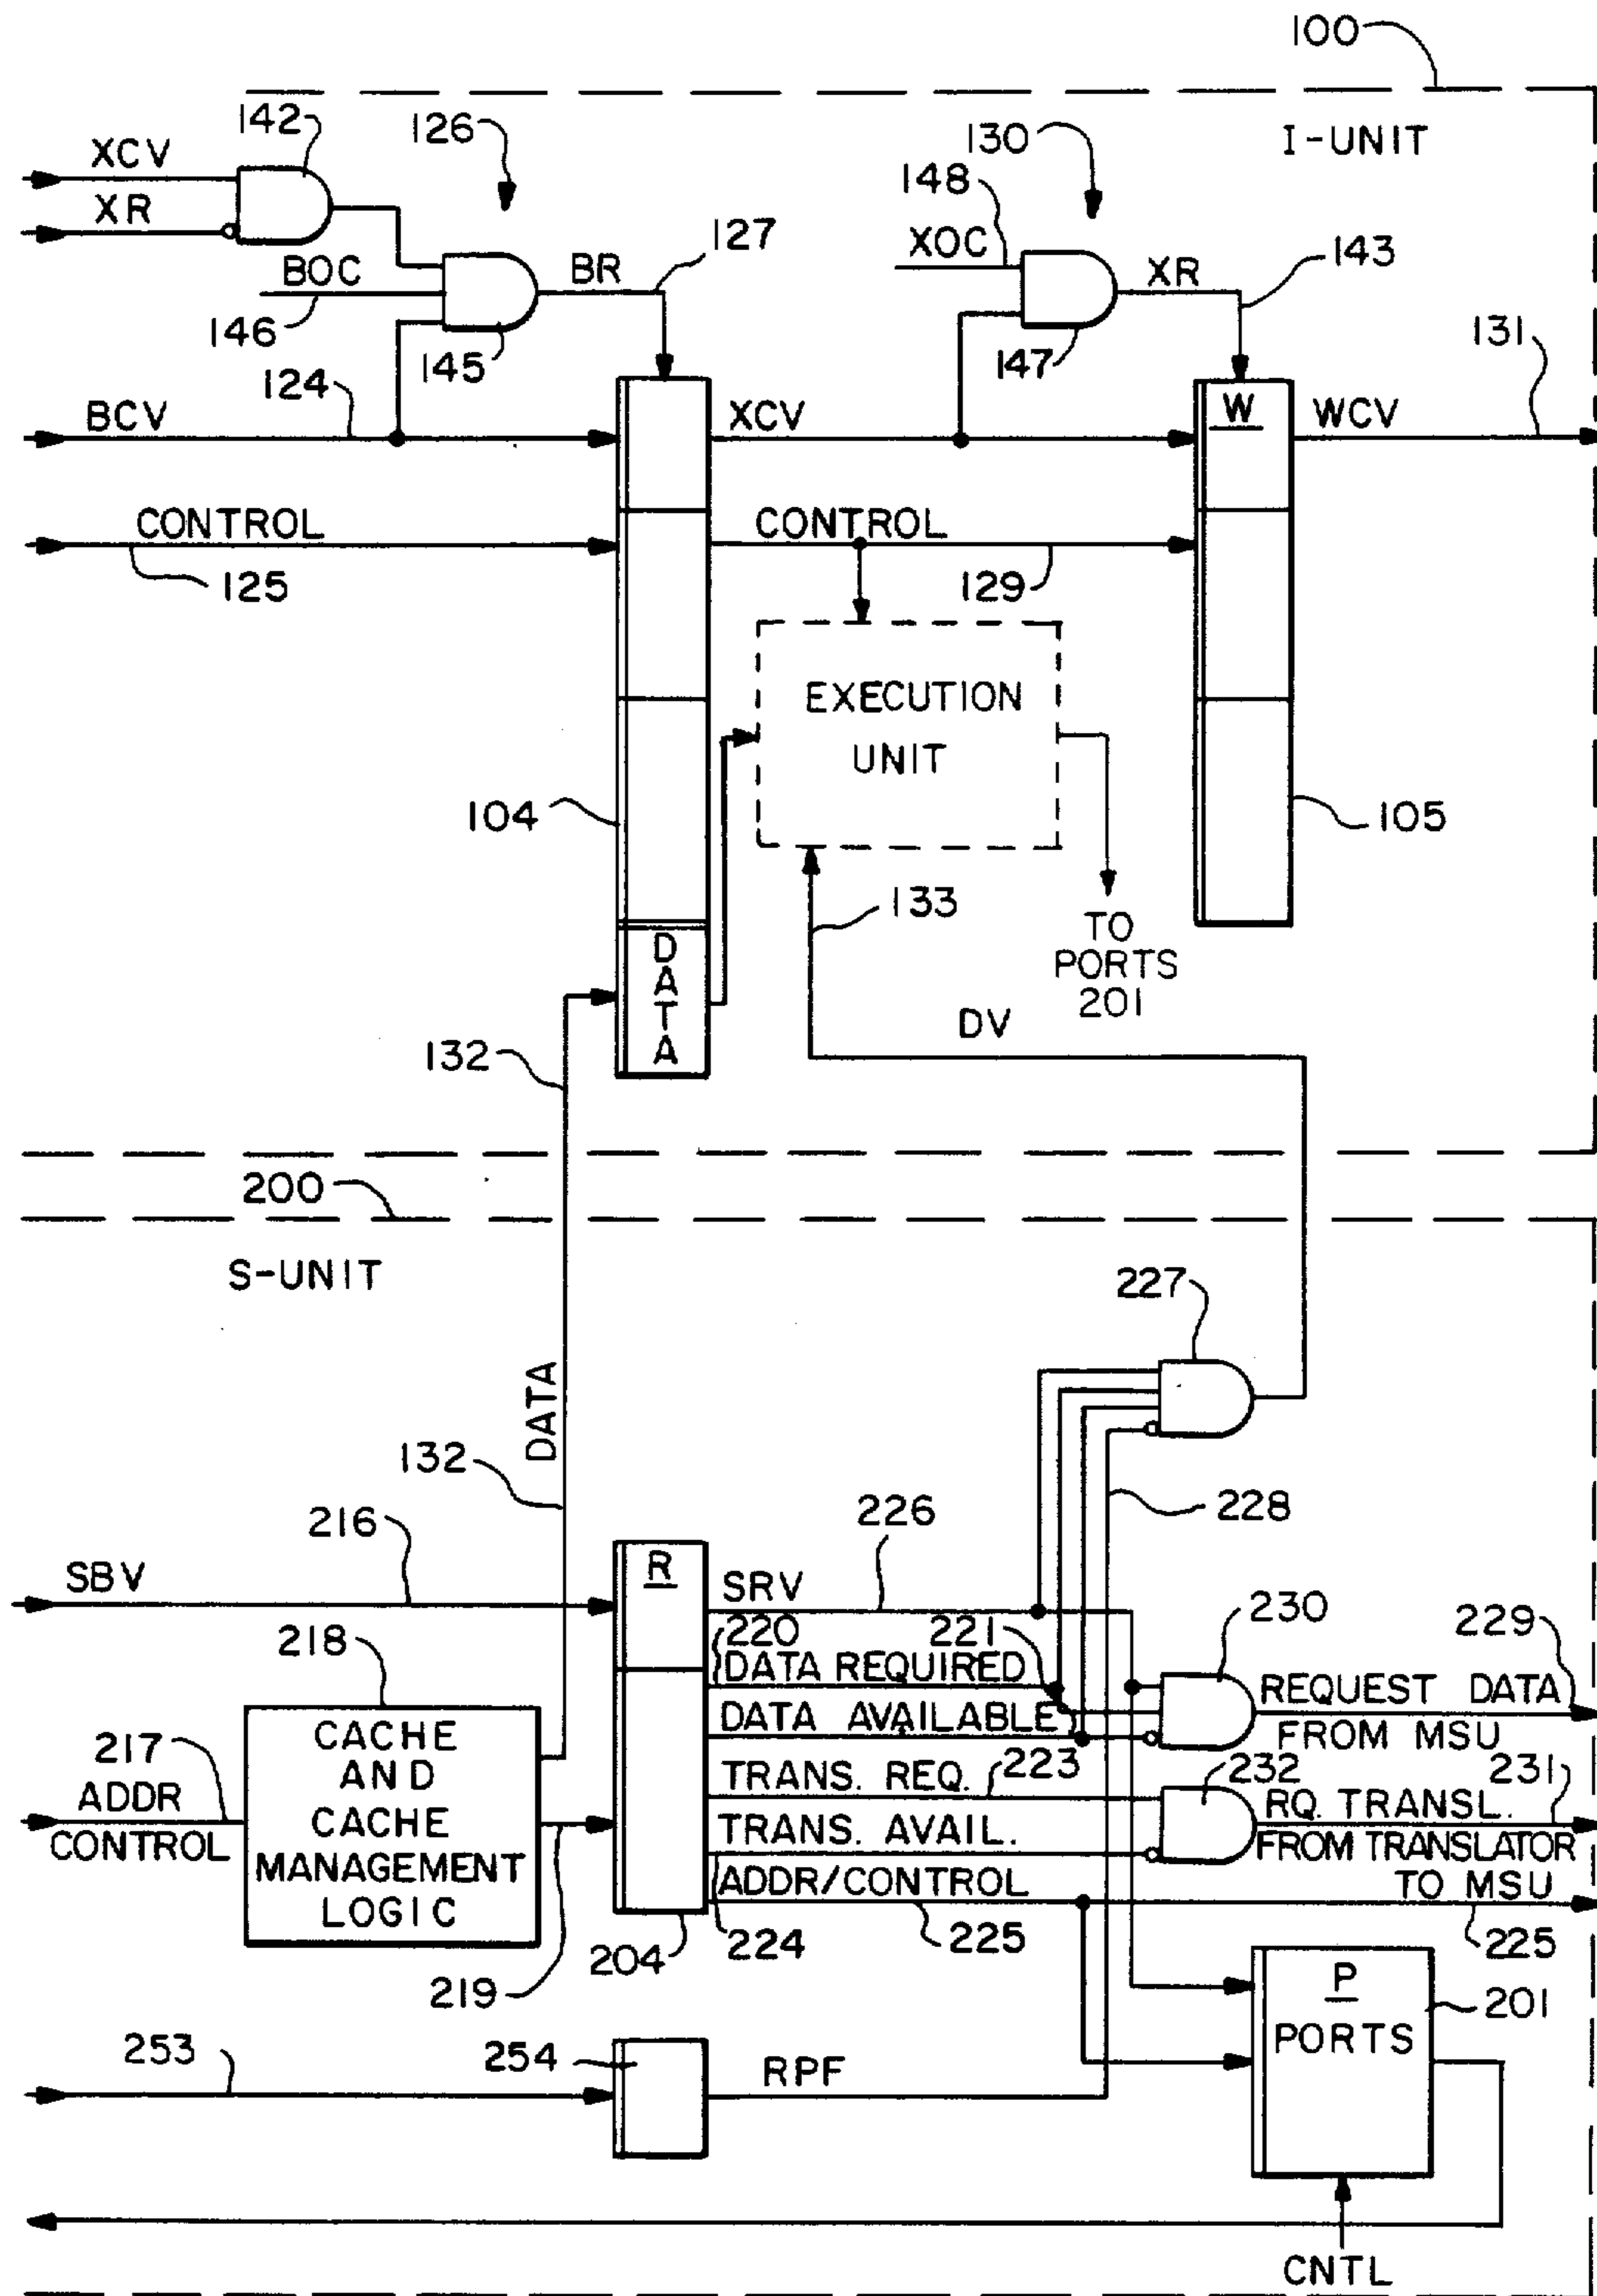 100
I-UNIT
142
126
130
XCV
XR
148
XOC
127
143
BOC
BR
XR
146
145
147
131
124
BCV
XCV
W
WCV
CONTROL
CONTROL
125
129
EXECUTION
UNIT
104
105
133
TO
PORTS
201
DATA
DV
132
200
S-UNIT
227
DATA
132
228
216
226
SBV
R
SRV
230
229
218
220
221
DATA REQUIRED
REQUEST DATA
FROM MSU
DATA AVAILABLE
217
ADDR
CONTROL
CACHE
AND
CACHE
MANAGEMENT
LOGIC
TRANS. REQ.
223
232
231
RQ. TRANSL.
FROM TRANSLATOR
TRANS. AVAIL.
ADDR/CONTROL
TO MSU
224
225
225
204
219
P
PORTS
201
253
254
RPF
CNTL